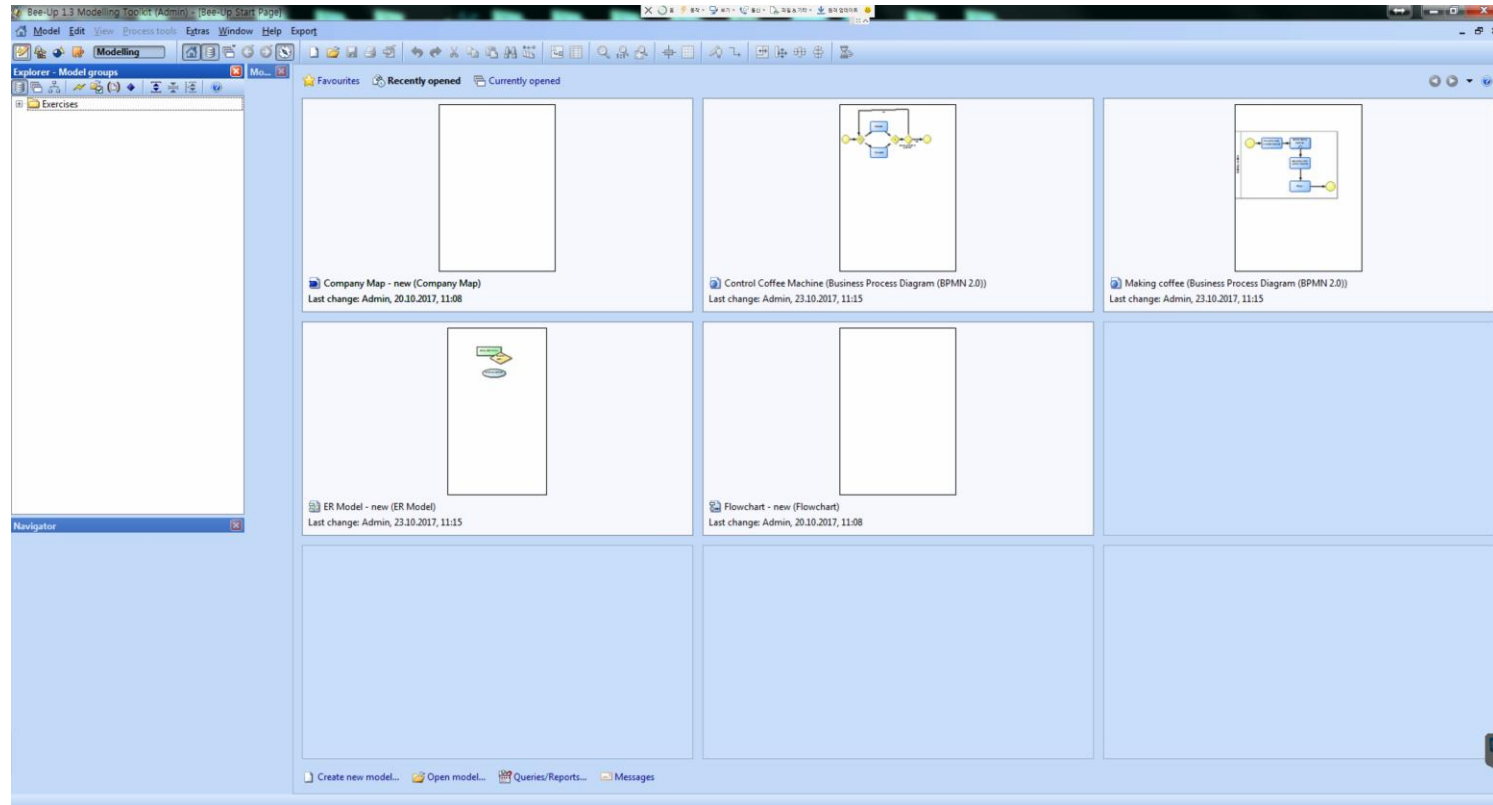 Bee-Up 1.3 Modelling Toolkit (Admin) - [Bee-Up Start Page]
Model Edit View Process tools Extras Window Help Export
Modelling
Explorer - Model groups
Mo...
Favourites Recently opened Currently opened
Exercises
Company Map - new (Company Map)
Last change: Admin, 20.10.2017, 11:08
Control Coffee Machine (Business Process Diagram (BPMN 2.0))
Last change: Admin, 23.10.2017, 11:15
Making coffee (Business Process Diagram (BPMN 2.0))
Last change: Admin, 23.10.2017, 11:15
ER Model - new (ER Model)
Last change: Admin, 23.10.2017, 11:15
Flowchart - new (Flowchart)
Last change: Admin, 20.10.2017, 11:08
Navigator
Create new model... Open model... Queries/Reports... Messages